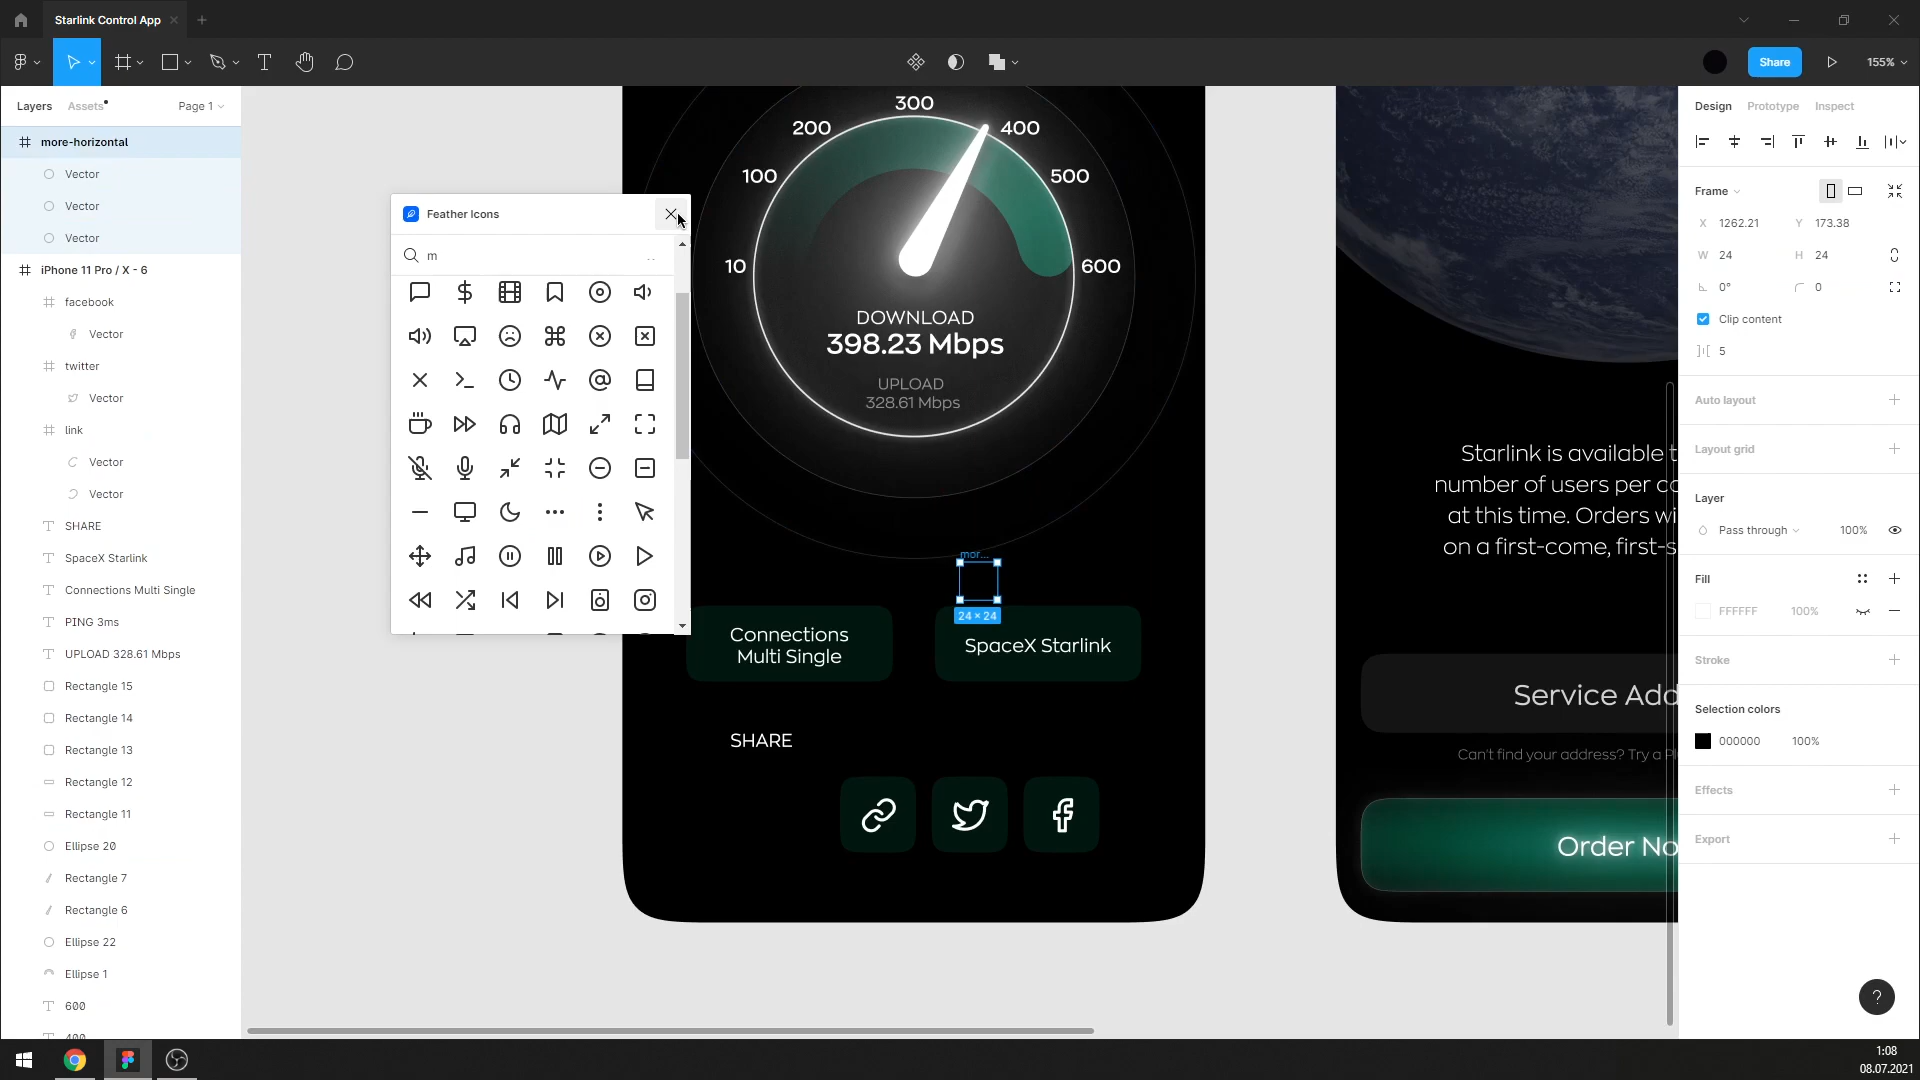 Starlink Control App
Share
155%
Layers
Assets
Page 1
more-horizontal
Vector
Vector
Vector
iPhone 11 Pro / X - 6
facebook
Vector
twitter
Vector
link
Vector
Vector
SHARE
SpaceX Starlink
Connections Multi Single
PING 3ms
UPLOAD 328.61 Mbps
Rectangle 15
Rectangle 14
Rectangle 13
Rectangle 12
Rectangle 11
Ellipse 20
Rectangle 7
Rectangle 6
Ellipse 22
Ellipse 1
600
400
Feather Icons
m
300
200
400
100
500
10
600
DOWNLOAD
398.23 Mbps
UPLOAD
328.61 Mbps
mor...
24 × 24
Connections
Multi Single
SpaceX Starlink
SHARE
Starlink is available t
number of users per co
at this time. Orders wi
on a first-come, first-s
Service Add
Can't find your address? Try a Pl
Order No
Design
Prototype
Inspect
Frame
X 1262.21
Y 173.38
W 24
H 24
0°
0
Clip content
5
Auto layout
Layout grid
Layer
Pass through
100%
Fill
FFFFFF 100%
Stroke
Selection colors
000000 100%
Effects
Export
?
1:08
08.07.2021